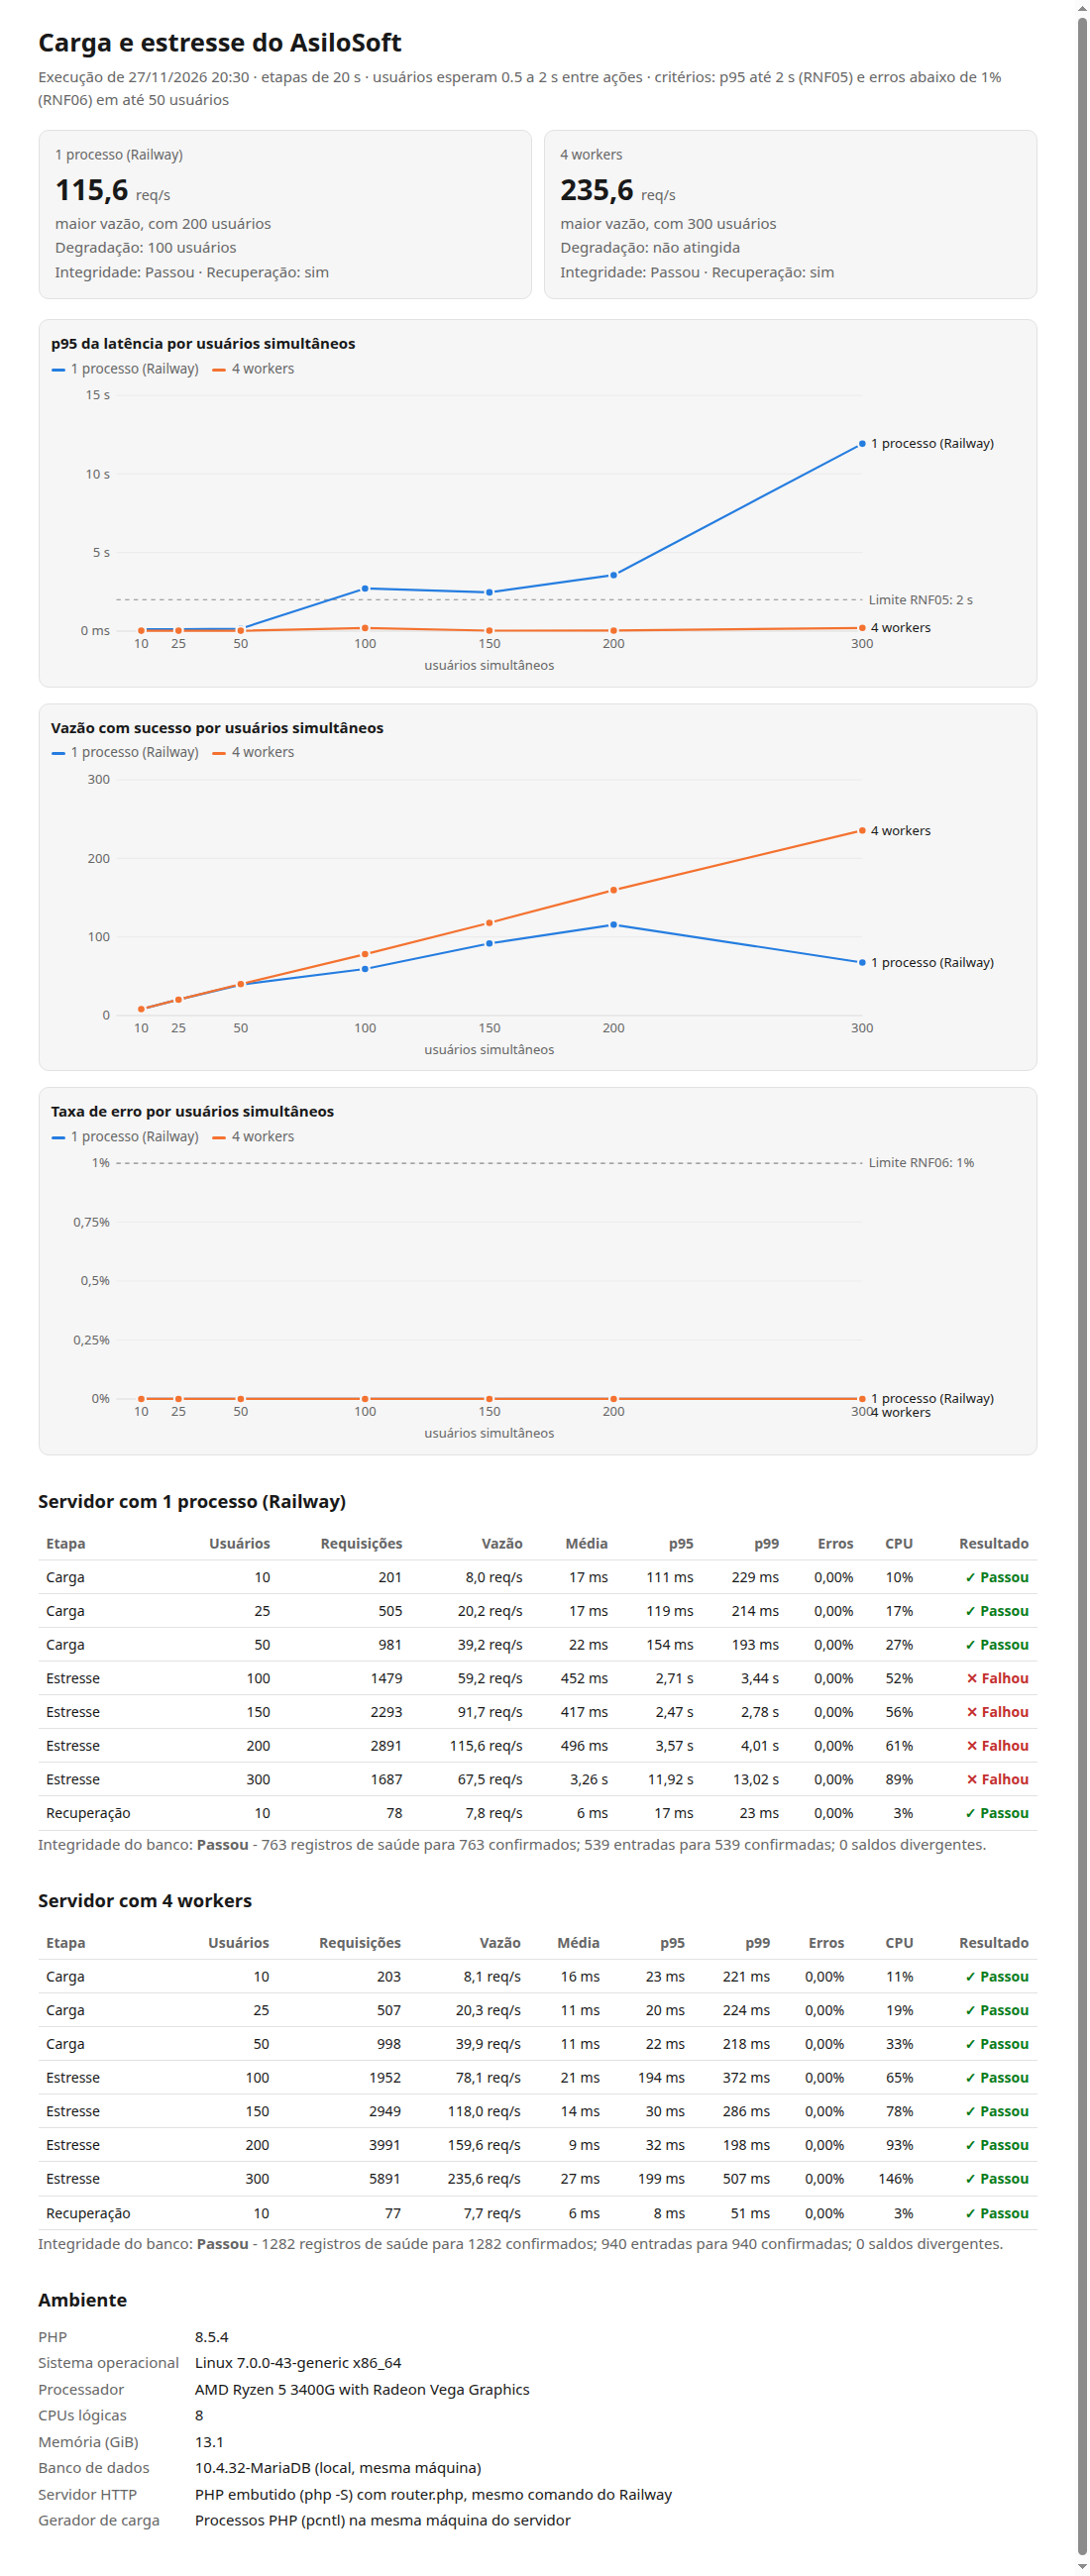 Carga e estresse do AsiloSoft
Execução de 27/11/2026 20:30 · etapas de 20 s · usuários esperam 0.5 a 2 s entre ações · critérios: p95 até 2 s (RNF05) e erros abaixo de 1%
(RNF06) em até 50 usuários
1 processo (Railway)
115,6 req/s
maior vazão, com 200 usuários
Degradação: 100 usuários
Integridade: Passou · Recuperação: sim
4 workers
235,6 req/s
maior vazão, com 300 usuários
Degradação: não atingida
Integridade: Passou · Recuperação: sim
p95 da latência por usuários simultâneos
1 processo (Railway) 4 workers
15 s
1 processo (Railway)
10 s
5 s
Limite RNF05: 2 s
0 ms
4 workers
10 25 50 100 150 200 300
usuários simultâneos
Vazão com sucesso por usuários simultâneos
1 processo (Railway) 4 workers
300
4 workers
200
100
1 processo (Railway)
0
10 25 50 100 150 200 300
usuários simultâneos
Taxa de erro por usuários simultâneos
1 processo (Railway) 4 workers
1% Limite RNF06: 1%
0,75%
0,5%
0,25%
0% 1 processo (Railway)
10 25 50 100 150 200 300 4 workers
usuários simultâneos
Servidor com 1 processo (Railway)
Etapa Usuários Requisições Vazão Média p95 p99 Erros CPU Resultado
Carga 10 201 8,0 req/s 17 ms 111 ms 229 ms 0,00% 10% ✓ Passou
Carga 25 505 20,2 req/s 17 ms 119 ms 214 ms 0,00% 17% ✓ Passou
Carga 50 981 39,2 req/s 22 ms 154 ms 193 ms 0,00% 27% ✓ Passou
Estresse 100 1479 59,2 req/s 452 ms 2,71 s 3,44 s 0,00% 52% ✕ Falhou
Estresse 150 2293 91,7 req/s 417 ms 2,47 s 2,78 s 0,00% 56% ✕ Falhou
Estresse 200 2891 115,6 req/s 496 ms 3,57 s 4,01 s 0,00% 61% ✕ Falhou
Estresse 300 1687 67,5 req/s 3,26 s 11,92 s 13,02 s 0,00% 89% ✕ Falhou
Recuperação 10 78 7,8 req/s 6 ms 17 ms 23 ms 0,00% 3% ✓ Passou
Integridade do banco: Passou - 763 registros de saúde para 763 confirmados; 539 entradas para 539 confirmadas; 0 saldos divergentes.
Servidor com 4 workers
Etapa Usuários Requisições Vazão Média p95 p99 Erros CPU Resultado
Carga 10 203 8,1 req/s 16 ms 23 ms 221 ms 0,00% 11% ✓ Passou
Carga 25 507 20,3 req/s 11 ms 20 ms 224 ms 0,00% 19% ✓ Passou
Carga 50 998 39,9 req/s 11 ms 22 ms 218 ms 0,00% 33% ✓ Passou
Estresse 100 1952 78,1 req/s 21 ms 194 ms 372 ms 0,00% 65% ✓ Passou
Estresse 150 2949 118,0 req/s 14 ms 30 ms 286 ms 0,00% 78% ✓ Passou
Estresse 200 3991 159,6 req/s 9 ms 32 ms 198 ms 0,00% 93% ✓ Passou
Estresse 300 5891 235,6 req/s 27 ms 199 ms 507 ms 0,00% 146% ✓ Passou
Recuperação 10 77 7,7 req/s 6 ms 8 ms 51 ms 0,00% 3% ✓ Passou
Integridade do banco: Passou - 1282 registros de saúde para 1282 confirmados; 940 entradas para 940 confirmadas; 0 saldos divergentes.
Ambiente
PHP 8.5.4
Sistema operacional Linux 7.0.0-43-generic x86_64
Processador AMD Ryzen 5 3400G with Radeon Vega Graphics
CPUs lógicas 8
Memória (GiB) 13.1
Banco de dados 10.4.32-MariaDB (local, mesma máquina)
Servidor HTTP PHP embutido (php -S) com router.php, mesmo comando do Railway
Gerador de carga Processos PHP (pcntl) na mesma máquina do servidor